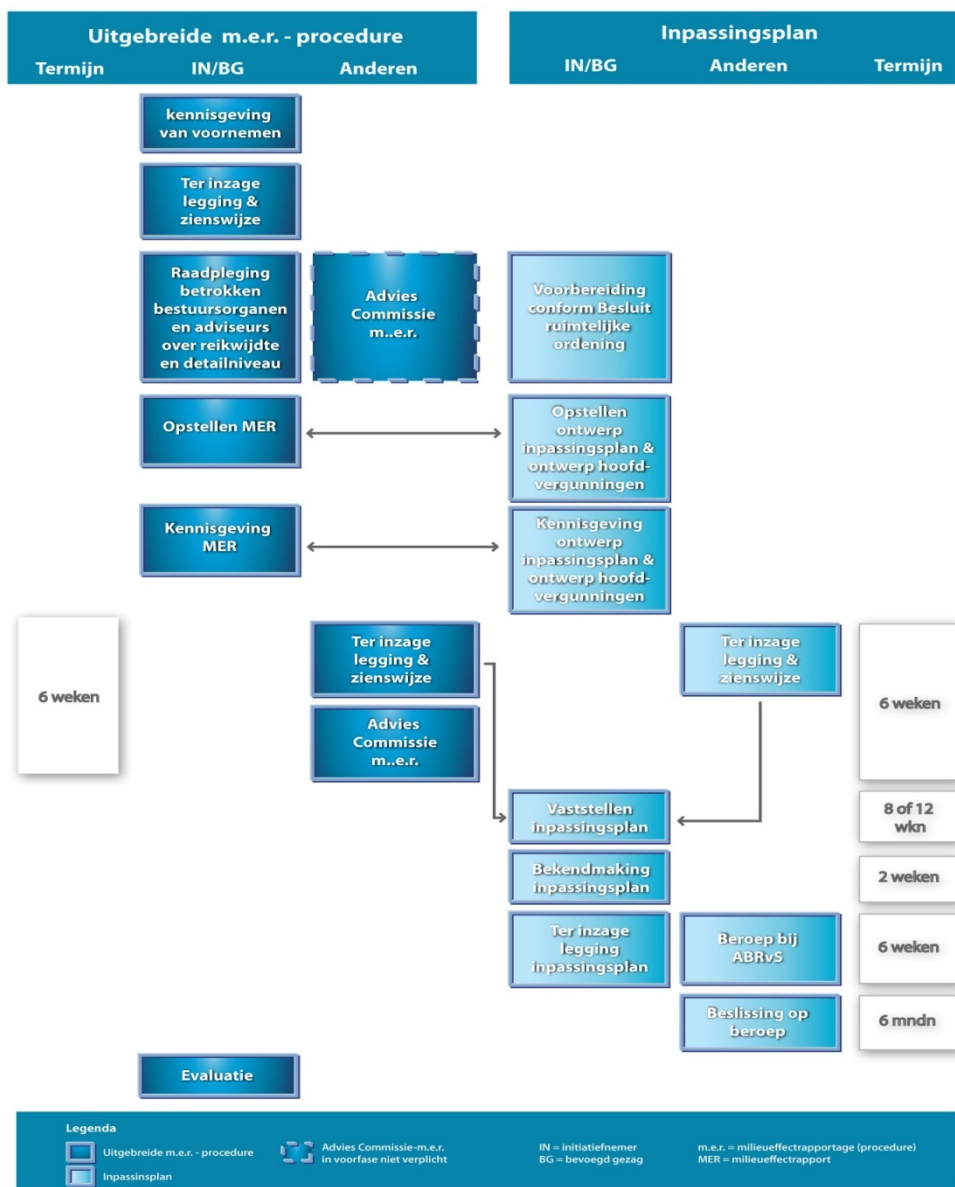 Uitgebreide m.e.r. - procedure
Termijn IN/BG Anderen
Inpassingsplan
IN/BG Anderen Termijn
kennisgeving
van voornemen
Ter inzage
legging &
zienswijze
Raadpleging
betrokken
bestuursorganen
en adviseurs
over reikwijdte
en detailniveau
Advies
Commissie
m..e.r.
Voorbereiding
conform Besluit
ruimtelijke
ordening
Opstellen MER
Opstellen
ontwerp
inpassingsplan &
ontwerp hoofd-
vergunningen
Kennisgeving
MER
Kennisgeving
ontwerp
inpassingsplan &
ontwerp hoofd-
vergunningen
6 weken
Ter inzage
legging &
zienswijze
Ter inzage
legging &
zienswijze
6 weken
Advies
Commissie
m..e.r.
Vaststellen
inpassingsplan
8 of 12
wkn
Bekendmaking
inpassingsplan
2 weken
Ter inzage
legging
inpassingsplan
Beroep bij
ABRvS
6 weken
Beslissing op
beroep
6 mndn
Evaluatie
Legenda
Uitgebreide m.e.r. - procedure
Inpassinsplan
Advies Commissie-m.e.r.
in voorfase niet verplicht
IN = initiatiefnemer
BG = bevoegd gezag
m.e.r. = milieueffectrapportage (procedure)
MER = milieueffectrapport